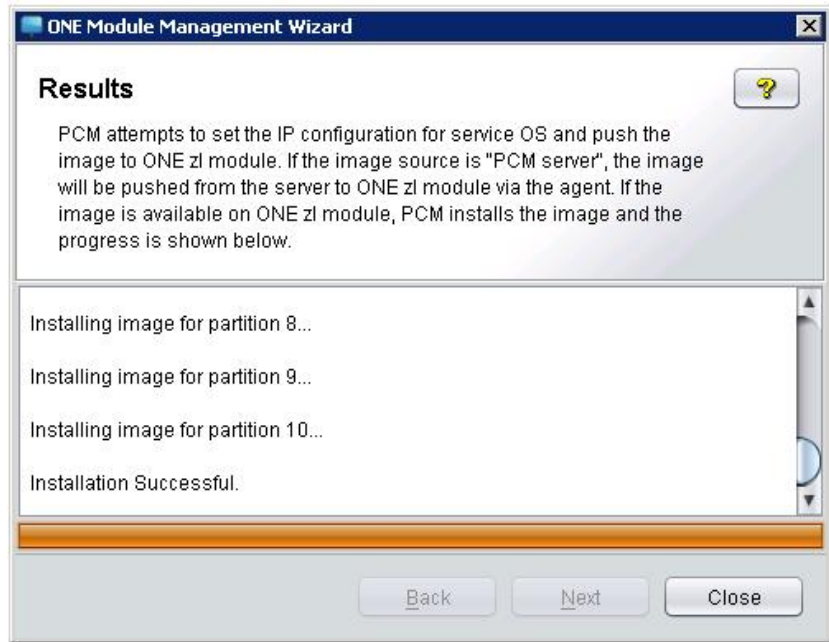 ONE Module Management Wizard
Results
PCM attempts to set the IP configuration for service OS and push the
image to ONE zl module. If the image source is "PCM server", the image
will be pushed from the server to ONE zl module via the agent. If the
image is available on ONE zl module, PCM installs the image and the
progress is shown below.
Installing image for partition 8...
Installing image for partition 9...
Installing image for partition 10...
Installation Successful.
Back Next Close